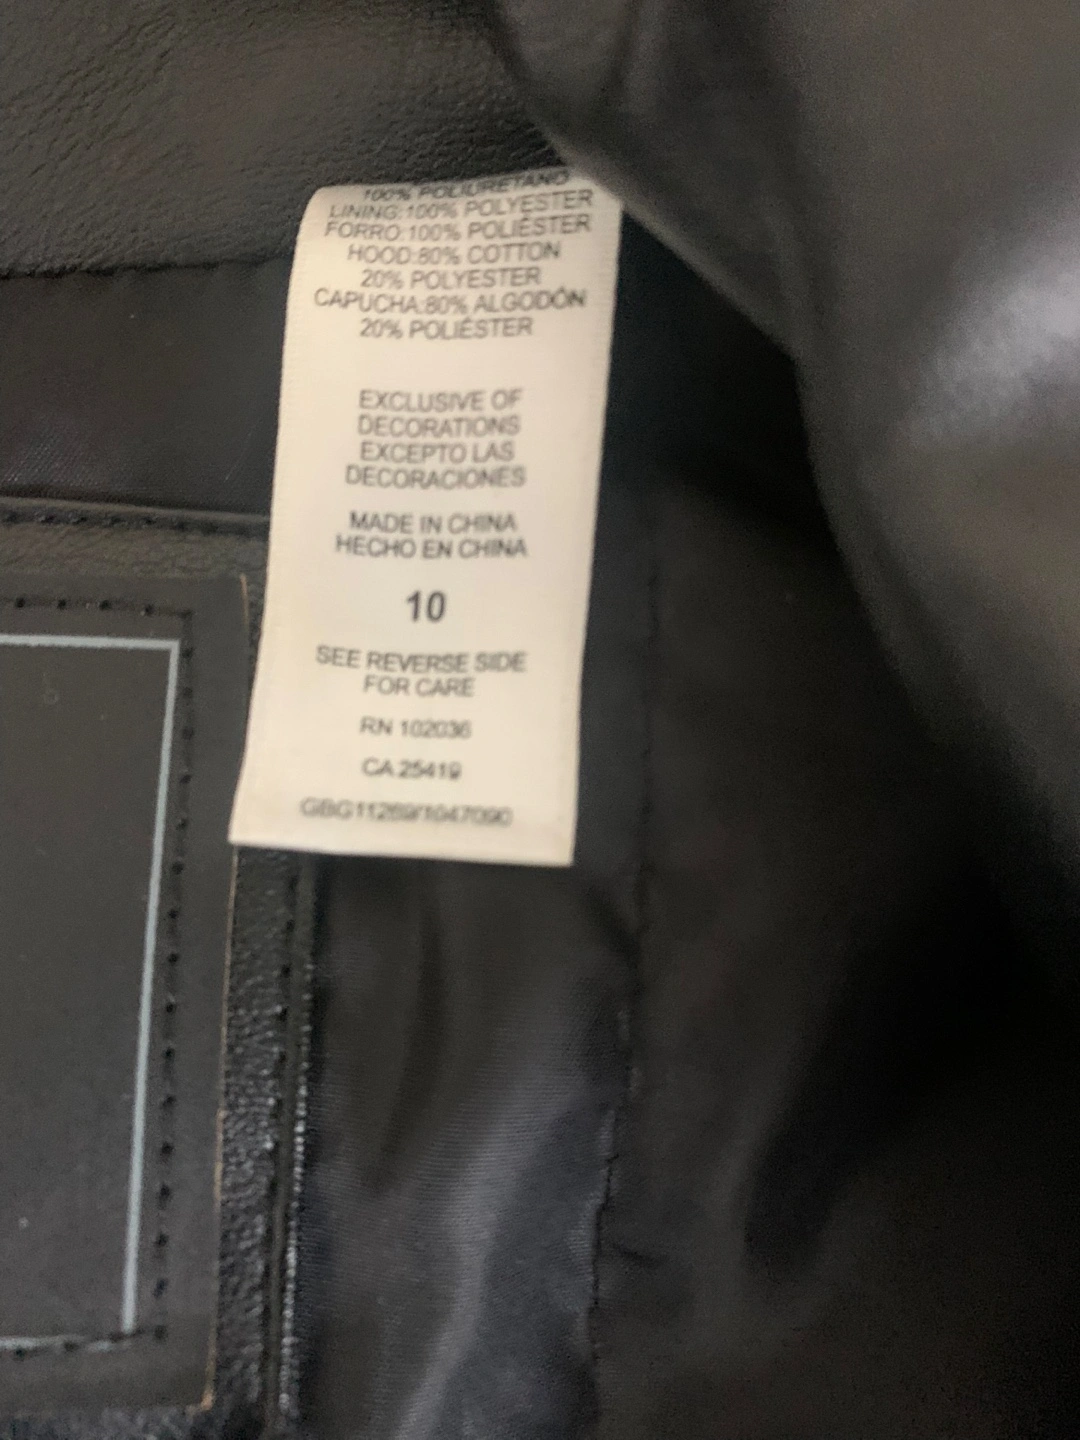 100% POLIURETANO
LINING:100% POLYESTER
FORRO:100% POLIÉSTER
HOOD:80% COTTON
20% POLYESTER
CAPUCHA:80% ALGODÓN
20% POLIÉSTER
EXCLUSIVE OF
DECORATIONS
EXCEPTO LAS
DECORACIONES
MADE IN CHINA
HECHO EN CHINA
10
SEE REVERSE SIDE
FOR CARE
RN 102036
CA 25419